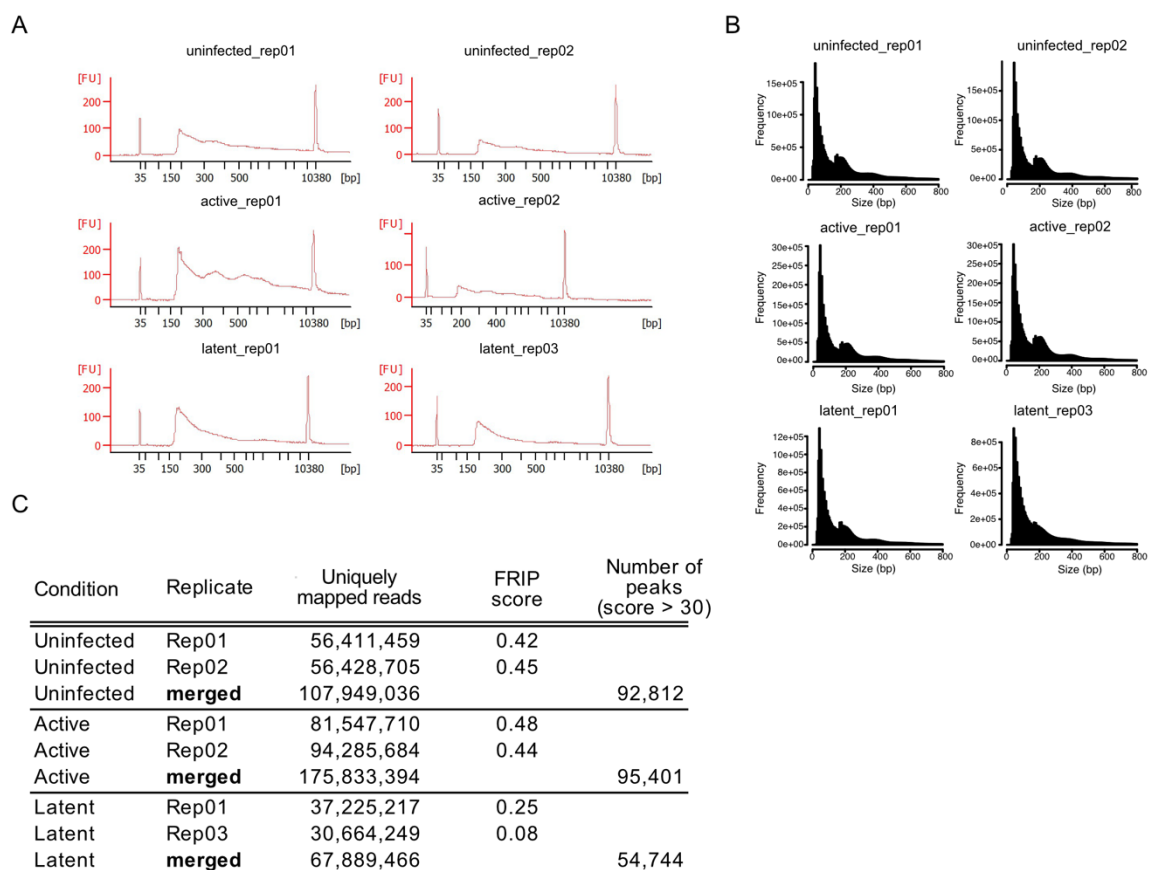 A
uninfected_rep01
[FU]
200
100
0
35 150 300 500 10380 [bp]
uninfected_rep02
[FU]
200
100
0
35 150 300 500 10380 [bp]
active_rep01
[FU]
200
100
0
35 150 300 500 10380 [bp]
active_rep02
[FU]
100
0
35 200 400 10380 [bp]
latent_rep01
[FU]
200
100
0
35 150 300 500 10380 [bp]
latent_rep03
[FU]
200
100
0
35 150 300 500 10380 [bp]
B
uninfected_rep01
Frequency
15e+05
10e+05
5e+05
0e+00
0 200 400 600 800
Size (bp)
uninfected_rep02
Frequency
15e+05
10e+05
5e+05
0e+00
0 200 400 600 800
Size (bp)
active_rep01
Frequency
30e+05
25e+05
20e+05
15e+05
10e+05
5e+05
0e+00
0 200 400 600 800
Size (bp)
active_rep02
Frequency
30e+05
25e+05
20e+05
15e+05
10e+05
5e+05
0e+00
0 200 400 600 800
Size (bp)
latent_rep01
Frequency
12e+05
10e+05
8e+05
6e+05
4e+05
2e+05
0e+00
0 200 400 600 800
Size (bp)
latent_rep03
Frequency
8e+05
6e+05
4e+05
2e+05
0e+00
0 200 400 600 800
Size (bp)
C
Condition Replicate Uniquely mapped reads FRIP score Number of peaks (score > 30)
Uninfected Rep01 56,411,459 0.42
Uninfected Rep02 56,428,705 0.45
Uninfected merged 107,949,036 92,812
Active Rep01 81,547,710 0.48
Active Rep02 94,285,684 0.44
Active merged 175,833,394 95,401
Latent Rep01 37,225,217 0.25
Latent Rep03 30,664,249 0.08
Latent merged 67,889,466 54,744